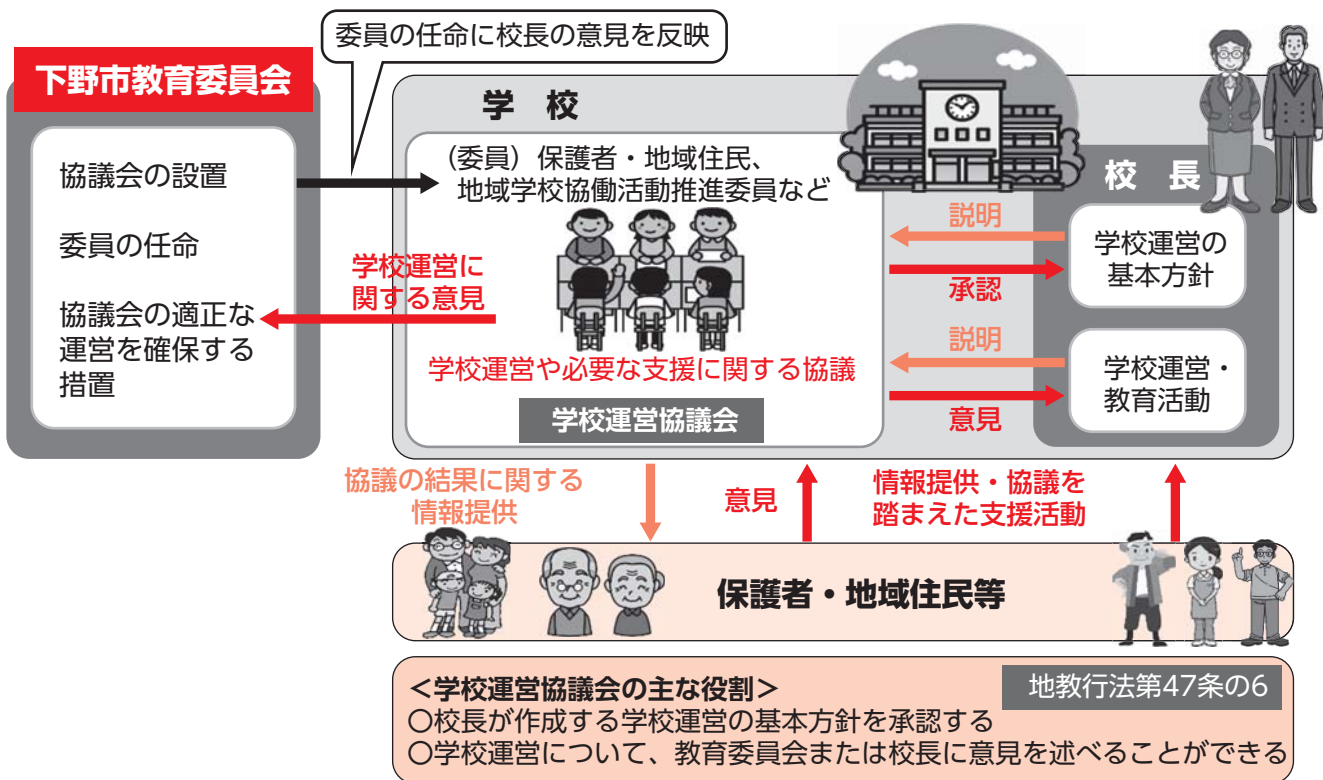 委員の任命に校長の意見を反映
下野市教育委員会
協議会の設置
委員の任命
協議会の適正な
運営を確保する
措置
学校運営に
関する意見
学 校
（委員）保護者・地域住民、
地域学校協働活動推進委員など
学校運営や必要な支援に関する協議
学校運営協議会
校 長
説明
承認
学校運営の
基本方針
説明
意見
学校運営・
教育活動
協議の結果に関する
情報提供
意見
情報提供・協議を
踏まえた支援活動
保護者・地域住民等
＜学校運営協議会の主な役割＞
地教行法第47条の6
〇校長が作成する学校運営の基本方針を承認する
〇学校運営について、教育委員会または校長に意見を述べることができる